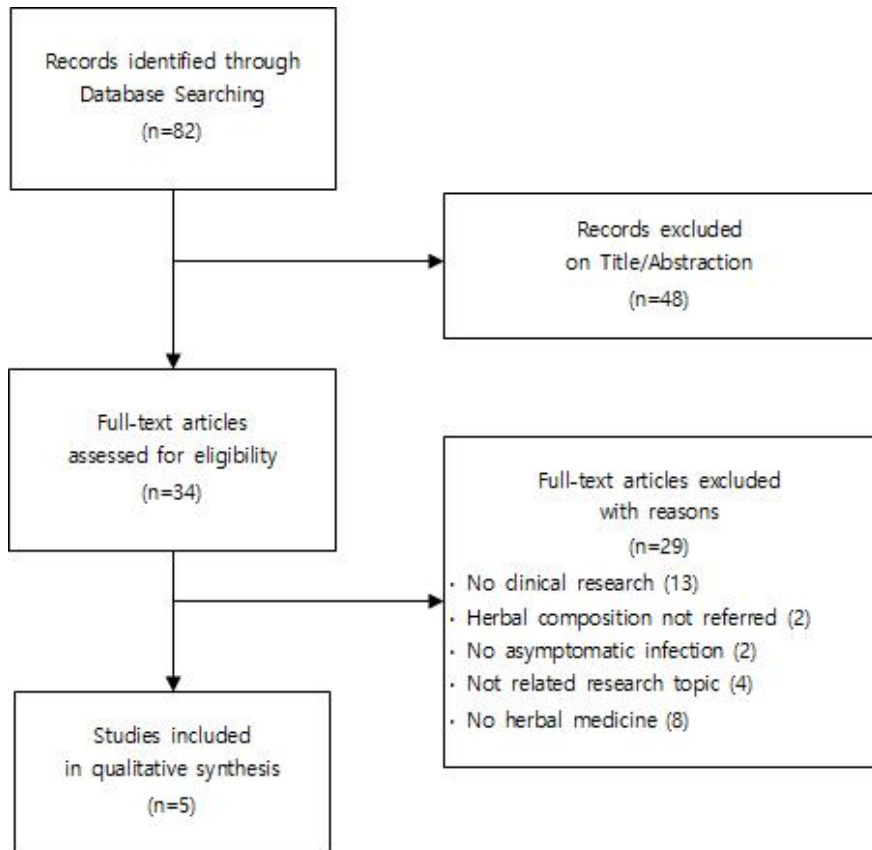 Records identified through
Database Searching
(n=82)
Records excluded
on Title/Abstraction
(n=48)
Full-text articles
assessed for eligibility
(n=34)
Full-text articles excluded
with reasons
(n=29)
· No clinical research (13)
· Herbal composition not referred (2)
· No asymptomatic infection (2)
· Not related research topic (4)
· No herbal medicine (8)
Studies included
in qualitative synthesis
(n=5)